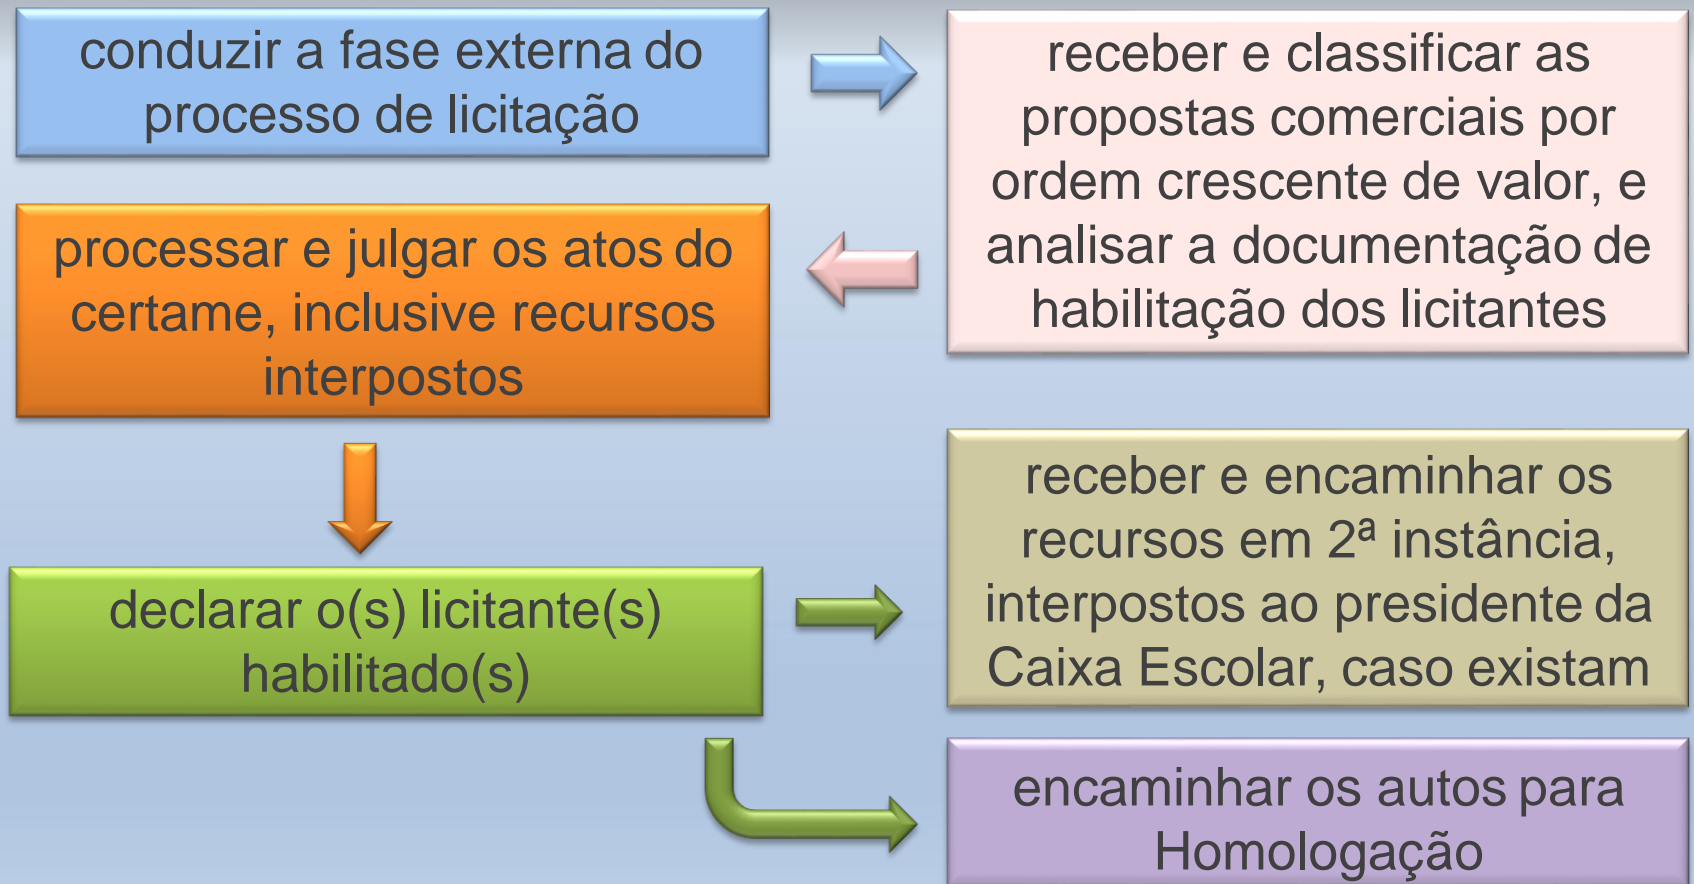 conduzir a fase externa do
processo de licitação
receber e classificar as
propostas comerciais por
ordem crescente de valor, e
analisar a documentação de
habilitação dos licitantes
processar e julgar os atos do
certame, inclusive recursos
interpostos
declarar o(s) licitante(s)
habilitado(s)
receber e encaminhar os
recursos em 2ª instância,
interpostos ao presidente da
Caixa Escolar, caso existam
encaminhar os autos para
Homologação